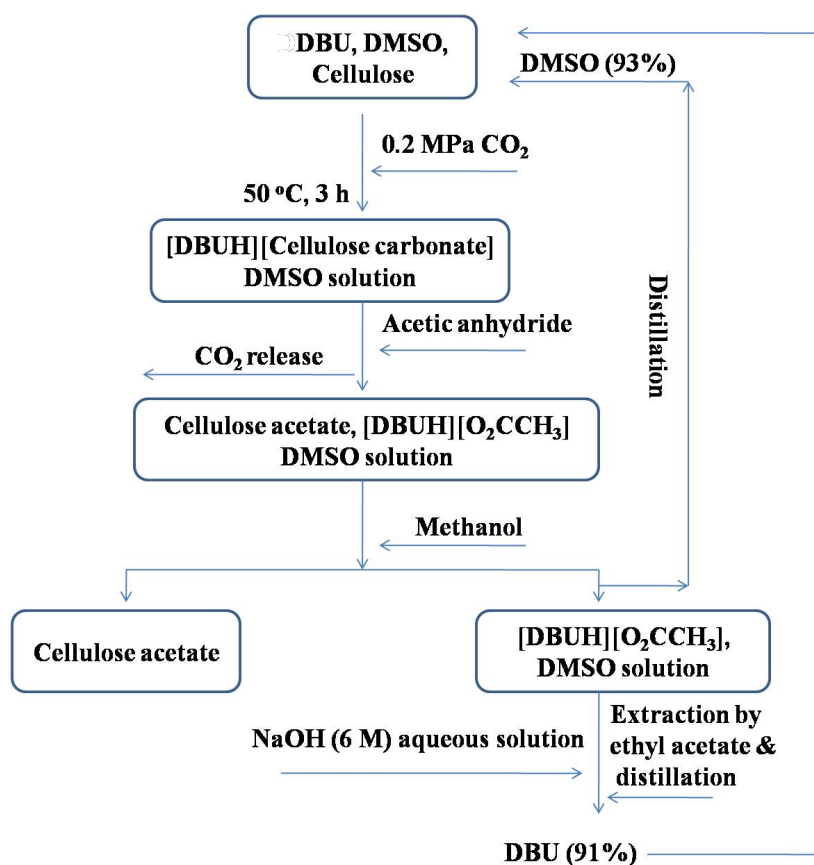 DBU, DMSO,
Cellulose
DMSO (93%)
0.2 MPa CO₂
50 °C, 3 h
[DBUH][Cellulose carbonate]
DMSO solution
Distillation
Acetic anhydride
CO₂ release
Cellulose acetate, [DBUH][O₂CCH₃]
DMSO solution
Methanol
Cellulose acetate
[DBUH][O₂CCH₃],
DMSO solution
NaOH (6 M) aqueous solution
Extraction by
ethyl acetate &
distillation
DBU (91%)